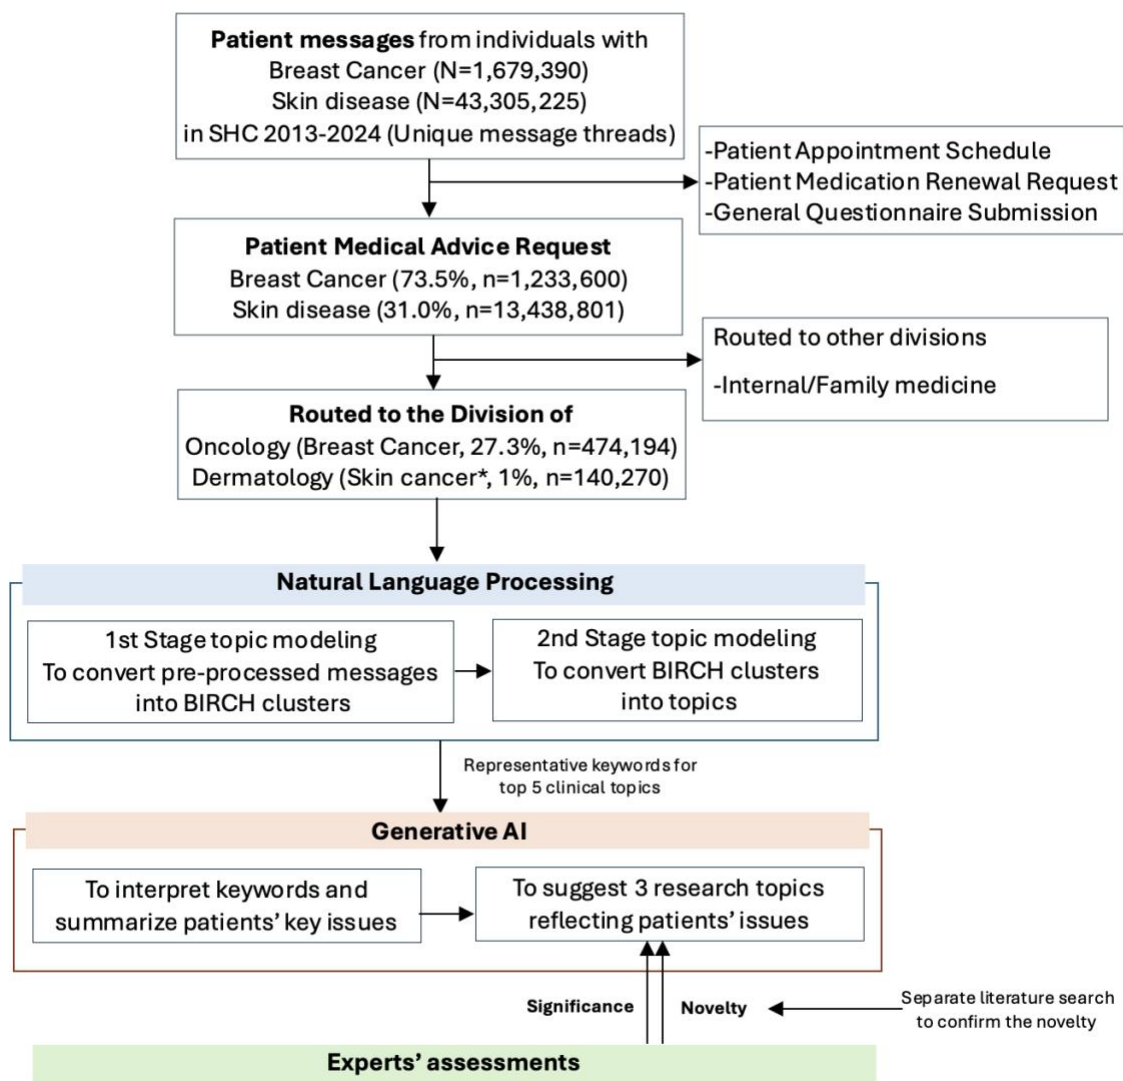 Patient messages from individuals with
Breast Cancer (N=1,679,390)
Skin disease (N=43,305,225)
in SHC 2013-2024 (Unique message threads)
-Patient Appointment Schedule
-Patient Medication Renewal Request
-General Questionnaire Submission
Patient Medical Advice Request
Breast Cancer (73.5%, n=1,233,600)
Skin disease (31.0%, n=13,438,801)
Routed to other divisions
-Internal/Family medicine
Routed to the Division of
Oncology (Breast Cancer, 27.3%, n=474,194)
Dermatology (Skin cancer*, 1%, n=140,270)
Natural Language Processing
1st Stage topic modeling
To convert pre-processed messages
into BIRCH clusters
2nd Stage topic modeling
To convert BIRCH clusters
into topics
Representative keywords for
top 5 clinical topics
Generative AI
To interpret keywords and
summarize patients’ key issues
To suggest 3 research topics
reflecting patients’ issues
Significance
Novelty
Separate literature search
to confirm the novelty
Experts’ assessments